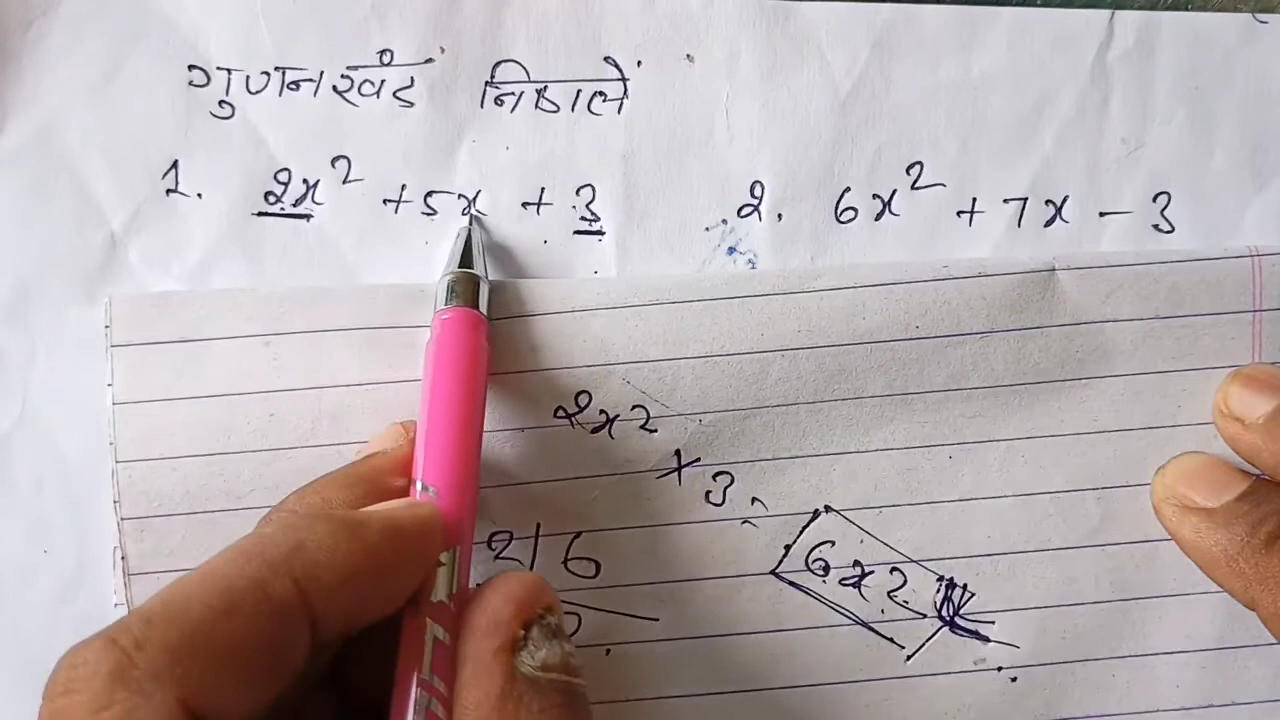 गुणनखंड निकालें
1. 2x² + 5x + 3 2. 6x² + 7x - 3
2x2
x 3
6x2
2|6